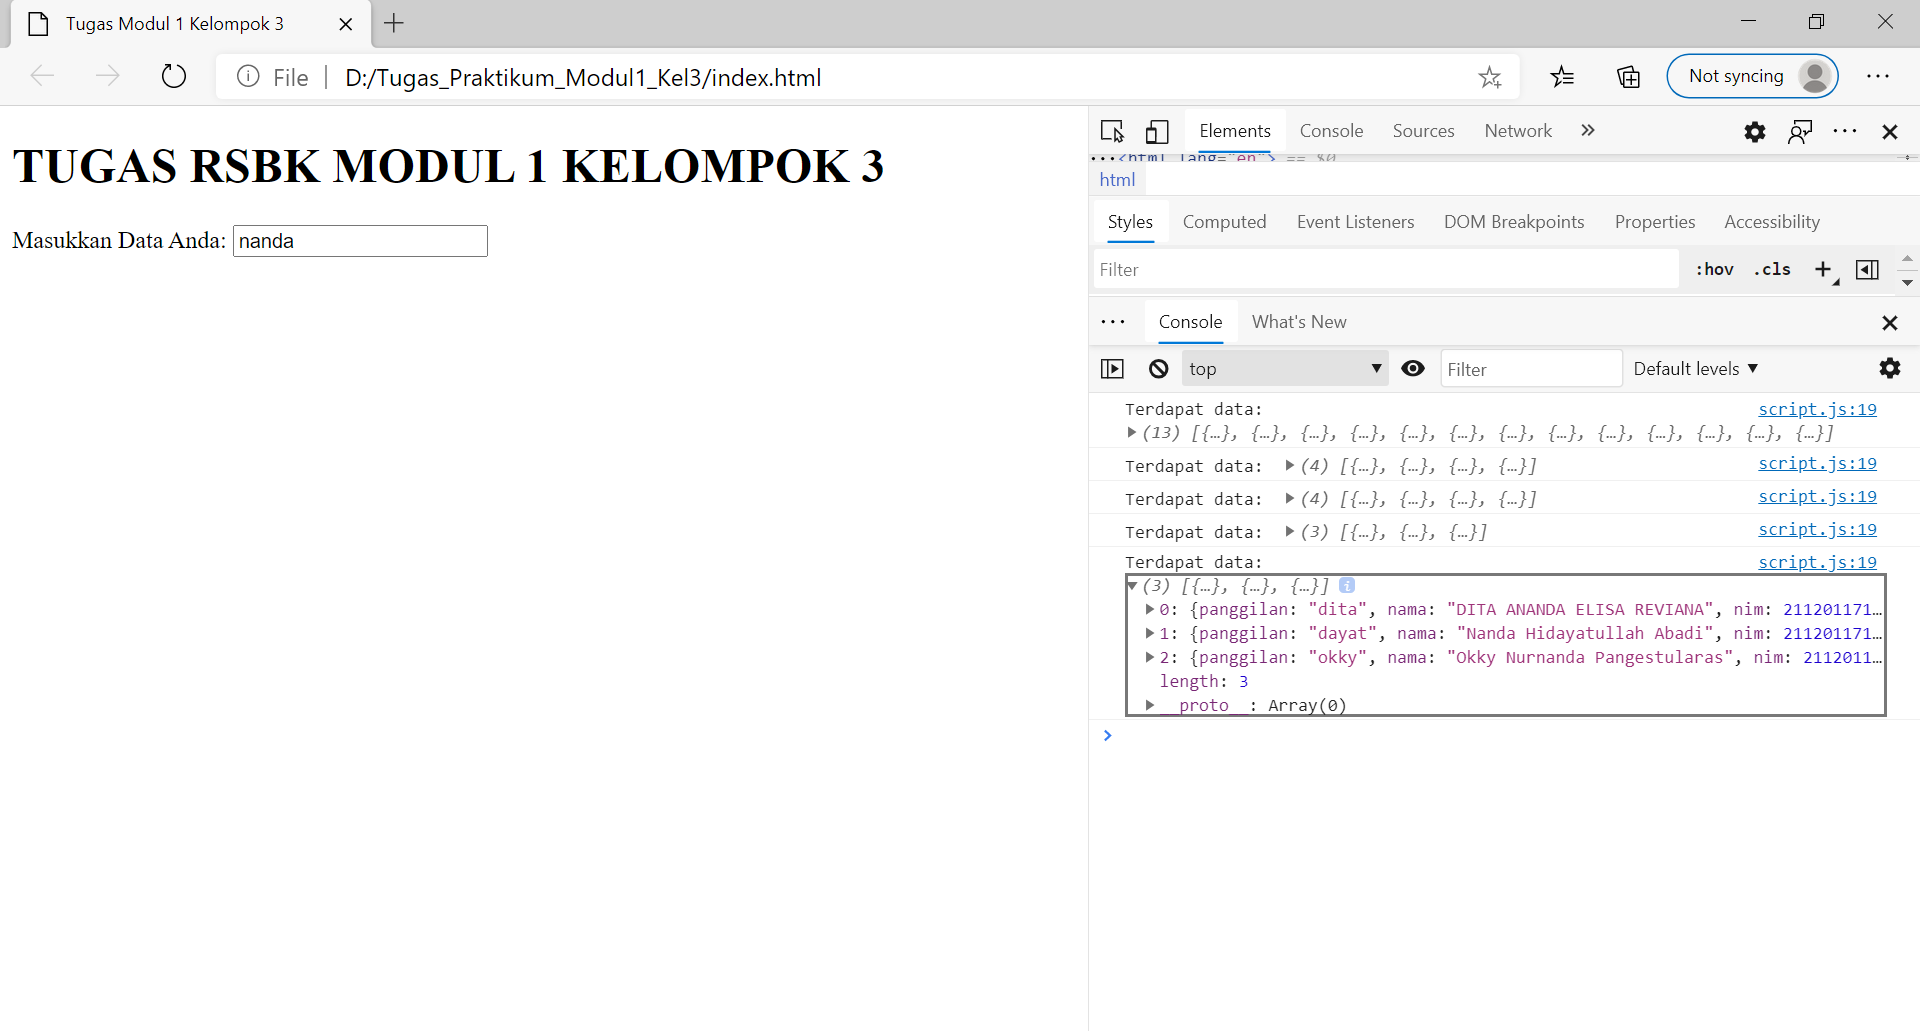 Tugas Modul 1 Kelompok 3
File D:/Tugas_Praktikum_Modul1_Kel3/index.html Not syncing
TUGAS RSBK MODUL 1 KELOMPOK 3
Masukkan Data Anda: nanda
Elements Console Sources Network
<html lang="en"> == $0
html
Styles Computed Event Listeners DOM Breakpoints Properties Accessibility
Filter :hov .cls
Console What's New
top Filter Default levels
Terdapat data: script.js:19
(13) [{…}, {…}, {…}, {…}, {…}, {…}, {…}, {…}, {…}, {…}, {…}, {…}, {…}]
Terdapat data: (4) [{…}, {…}, {…}, {…}] script.js:19
Terdapat data: (4) [{…}, {…}, {…}, {…}] script.js:19
Terdapat data: (3) [{…}, {…}, {…}] script.js:19
Terdapat data: script.js:19
(3) [{…}, {…}, {…}] i
0: {panggilan: "dita", nama: "DITA ANANDA ELISA REVIANA", nim: 211201171…
1: {panggilan: "dayat", nama: "Nanda Hidayatullah Abadi", nim: 211201171…
2: {panggilan: "okky", nama: "Okky Nurnanda Pangestularas", nim: 2112011…
length: 3
__proto__: Array(0)